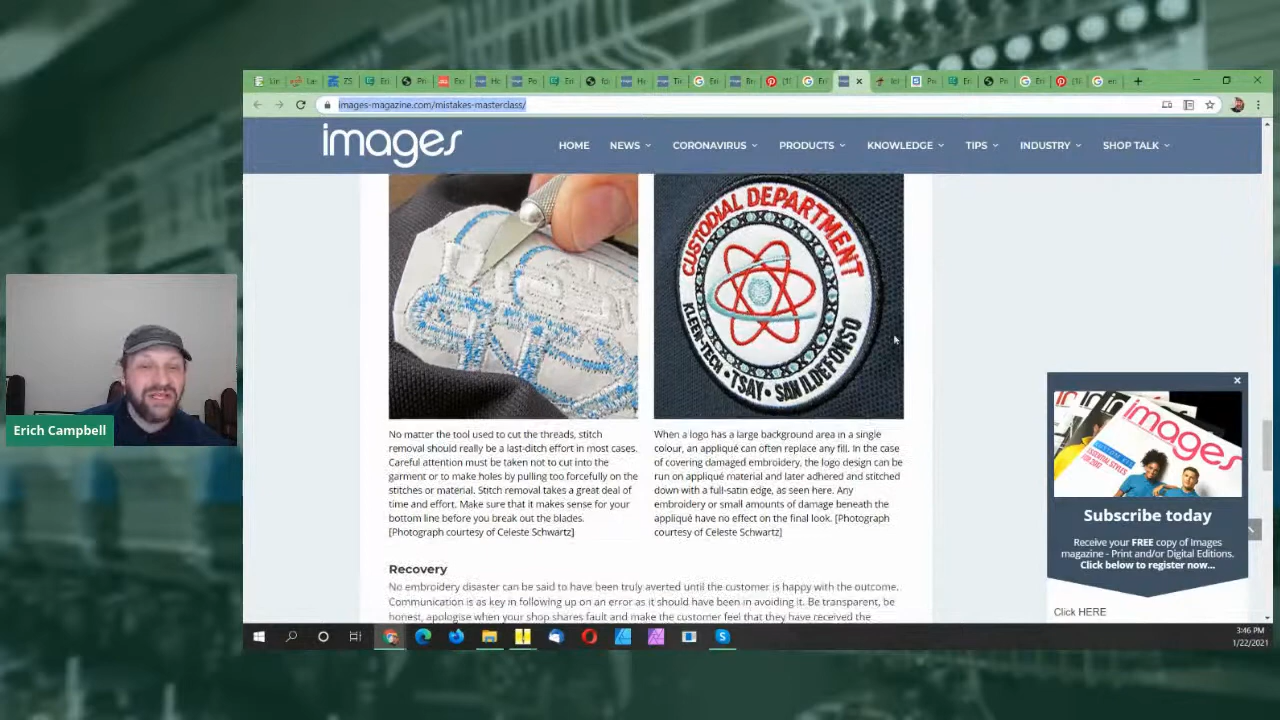 images-magazine.com/mistakes-masterclass/
images
HOME NEWS CORONAVIRUS PRODUCTS KNOWLEDGE TIPS INDUSTRY SHOP TALK
CUSTODIAL DEPARTMENT
KLEEN-TECH • TSAY • SAN ILDEFONSO
Erich Campbell
No matter the tool used to cut the threads, stitch
removal should really be a last-ditch effort in most cases.
Careful attention must be taken not to cut into the
garment or to make holes by pulling too forcefully on the
stitches or material. Stitch removal takes a great deal of
time and effort. Make sure that it makes sense for your
bottom line before you break out the blades.
[Photograph courtesy of Celeste Schwartz]
When a logo has a large background area in a single
colour, an appliqué can often replace any fill. In the case
of covering damaged embroidery, the logo design can be
run on appliqué material and later adhered and stitched
down with a full-satin edge, as seen here. Any
embroidery or small amounts of damage beneath the
appliqué have no effect on the final look. [Photograph
courtesy of Celeste Schwartz]
Recovery
No embroidery disaster can be said to have been truly averted until the customer is happy with the outcome.
Communication is as key in following up on an error as it should have been in avoiding it. Be transparent, be
honest, apologise when your shop shares fault and make the customer feel that they have received the
images
Subscribe today
Receive your FREE copy of Images
magazine - Print and/or Digital Editions.
Click below to register now...
Click HERE
3:46 PM
1/22/2021